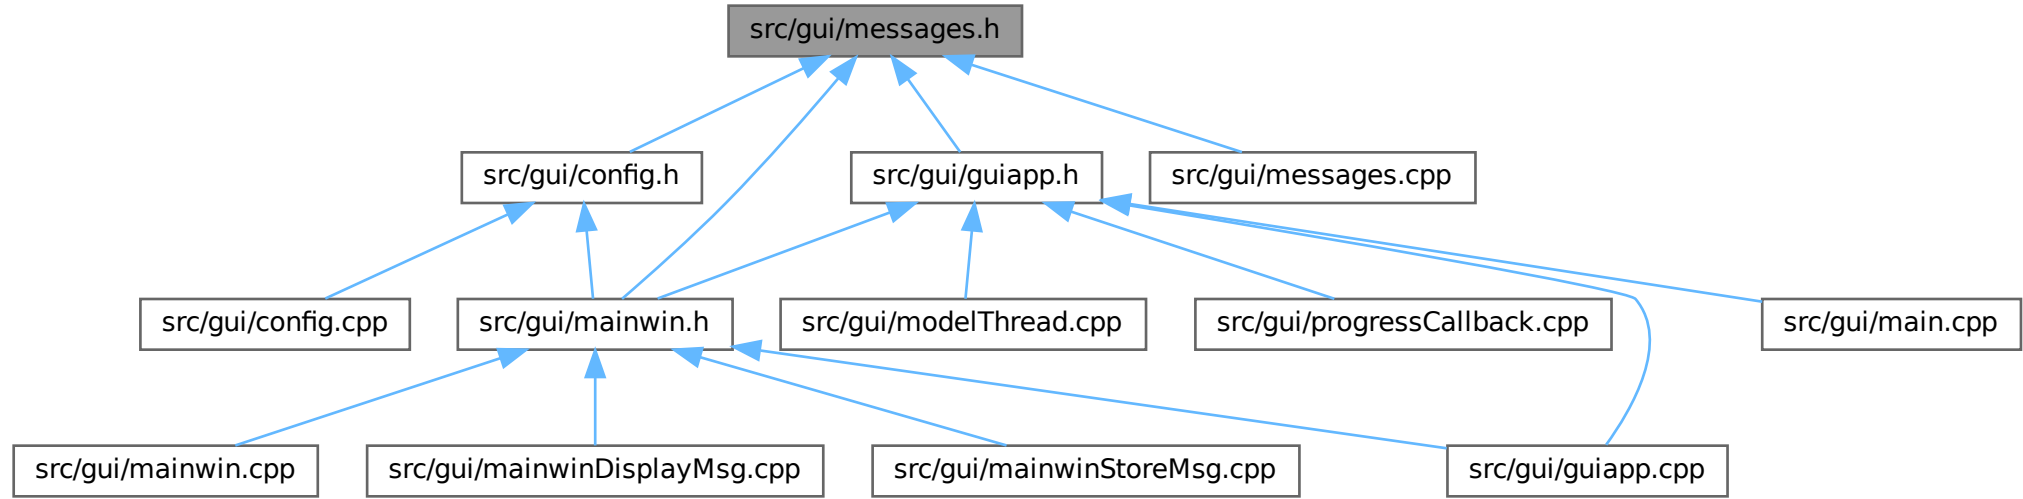 src/gui/messages.h
src/gui/config.h
src/gui/guiapp.h
src/gui/messages.cpp
src/gui/config.cpp
src/gui/mainwin.h
src/gui/modelThread.cpp
src/gui/progressCallback.cpp
src/gui/main.cpp
src/gui/mainwin.cpp
src/gui/mainwinDisplayMsg.cpp
src/gui/mainwinStoreMsg.cpp
src/gui/guiapp.cpp